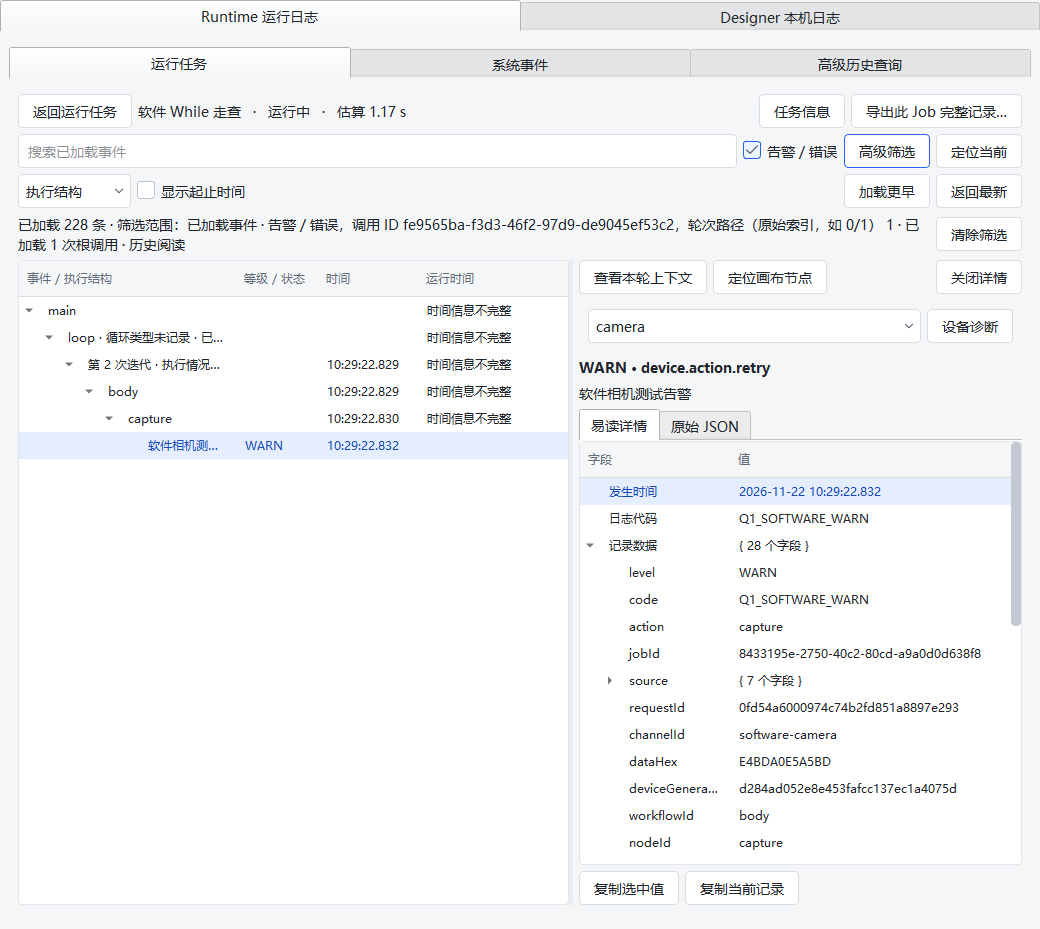 Runtime 运行日志
Designer 本机日志
运行任务
系统事件
高级历史查询
返回运行任务
软件 While 走查 · 运行中 · 估算 1.17 s
任务信息
导出此 Job 完整记录...
搜索已加载事件
告警 / 错误
高级筛选
定位当前
执行结构
显示起止时间
加载更早
返回最新
已加载 228 条 · 筛选范围：已加载事件 · 告警 / 错误，调用 ID fe9565ba-f3d3-46f2-97d9-de9045ef53c2，轮次路径（原始索引，如 0/1） 1 · 已
加载 1 次根调用 · 历史阅读
清除筛选
事件 / 执行结构 等级 / 状态 时间 运行时间
main 时间信息不完整
loop · 循环类型未记录 · 已... 时间信息不完整
第 2 次迭代 · 执行情况... 10:29:22.829 时间信息不完整
body 10:29:22.829 时间信息不完整
capture 10:29:22.830 时间信息不完整
软件相机测... WARN 10:29:22.832
查看本轮上下文
定位画布节点
关闭详情
camera
设备诊断
WARN • device.action.retry
软件相机测试告警
易读详情
原始 JSON
字段 值
发生时间 2026-11-22 10:29:22.832
日志代码 Q1_SOFTWARE_WARN
记录数据 { 28 个字段 }
level WARN
code Q1_SOFTWARE_WARN
action capture
jobId 8433195e-2750-40c2-80cd-a9a0d0d638f8
source { 7 个字段 }
requestId 0fd54a6000974c74b2fd851a8897e293
channelId software-camera
dataHex E4BDA0E5A5BD
deviceGenera... d284ad052e8e453fafcc137ec1a4075d
workflowId body
nodeId capture
复制选中值
复制当前记录